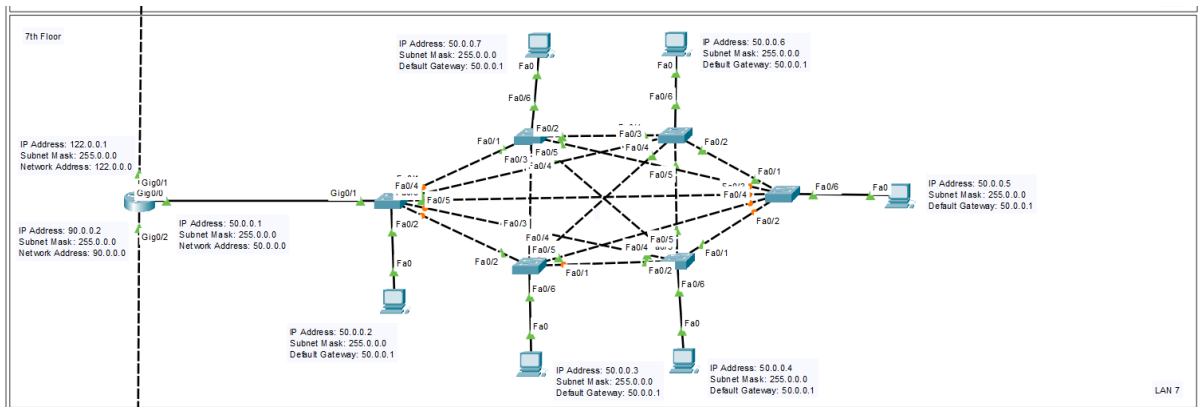 7th Floor
IP Address: 50.0.0.7
Subnet Mask: 255.0.0.0
Default Gateway: 50.0.0.1
Fa0
Fa0/6
IP Address: 50.0.0.6
Subnet Mask: 255.0.0.0
Default Gateway: 50.0.0.1
Fa0
Fa0/6
IP Address: 122.0.0.1
Subnet Mask: 255.0.0.0
Network Address: 122.0.0.0
Gig0/1
Gig0/0
Gig0/2
IP Address: 90.0.0.2
Subnet Mask: 255.0.0.0
Network Address: 90.0.0.0
IP Address: 50.0.0.1
Subnet Mask: 255.0.0.0
Network Address: 50.0.0.0
Gig0/1
Fa0/4
Fa0/5
Fa0/3
Fa0/2
Fa0
Fa0/1
Fa0/2
Fa0/5
Fa0/3
Fa0/4
Fa0/3
Fa0/4
Fa0/2
Fa0/5
Fa0/1
Fa0/4
Fa0/2
Fa0/6
Fa0
IP Address: 50.0.0.5
Subnet Mask: 255.0.0.0
Default Gateway: 50.0.0.1
Fa0/2
Fa0/4
Fa0/5
Fa0/1
Fa0/6
Fa0
Fa0/5
Fa0/4
Fa0/2
Fa0/1
Fa0/6
Fa0
IP Address: 50.0.0.2
Subnet Mask: 255.0.0.0
Default Gateway: 50.0.0.1
IP Address: 50.0.0.3
Subnet Mask: 255.0.0.0
Default Gateway: 50.0.0.1
IP Address: 50.0.0.4
Subnet Mask: 255.0.0.0
Default Gateway: 50.0.0.1
LAN 7